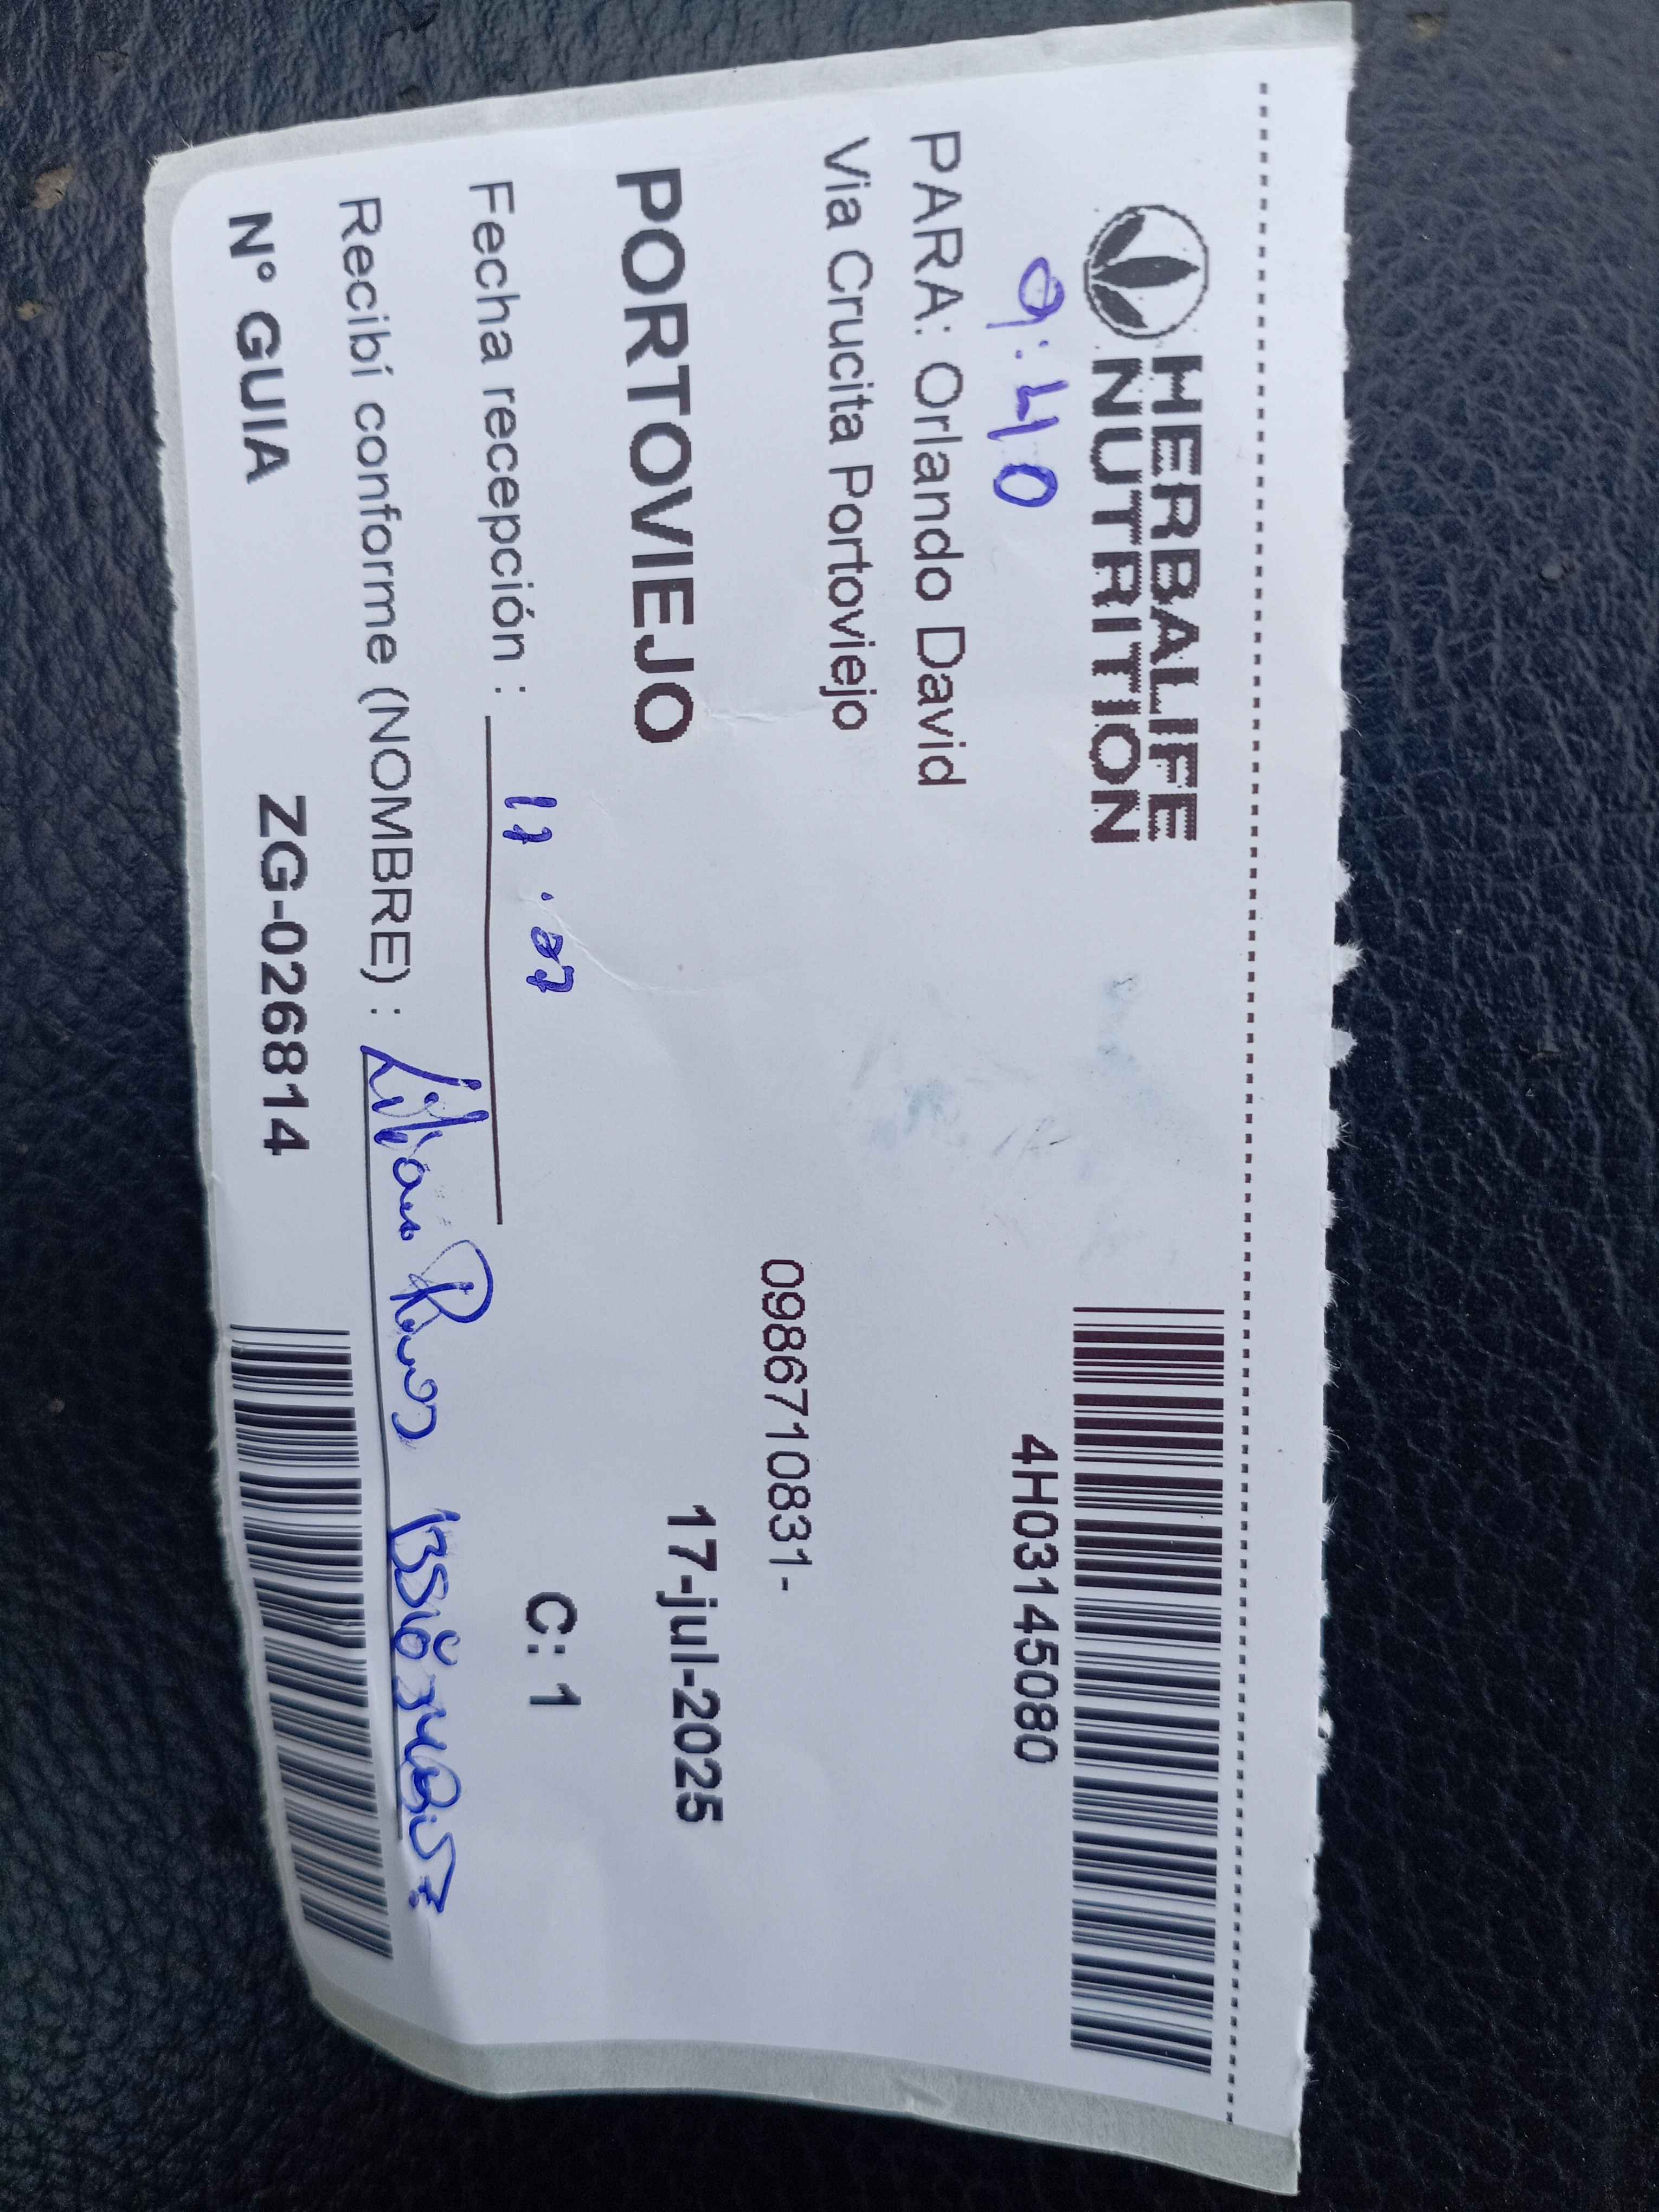 HERBALIFE
NUTRITION
4H03145080
9:40
PARA: Orlando David
Via Crucita Portoviejo
0986710831-
PORTOVIEJO
17-jul-2025
Fecha recepción : 17.07
C: 1
Recibí conforme (NOMBRE) :
N° GUIA ZG-026814